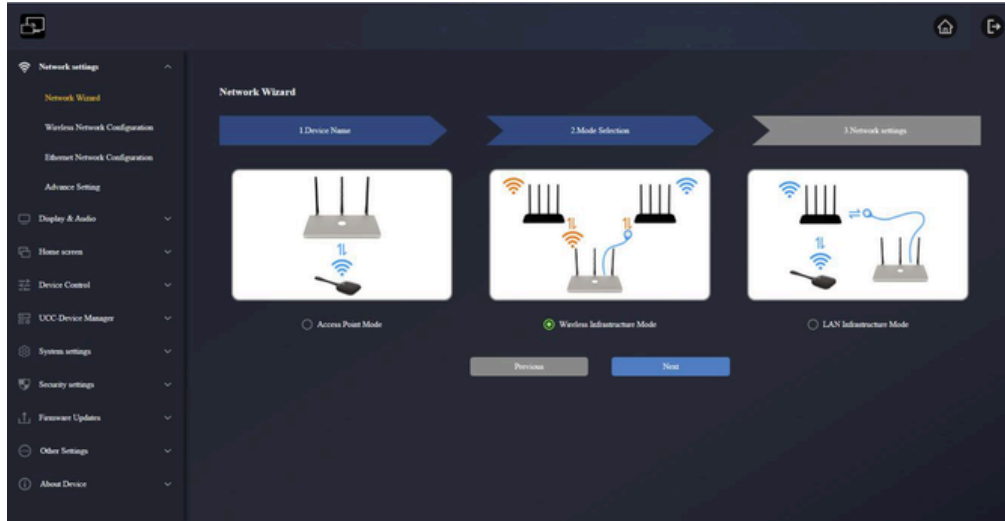 Network settings
Network Wizard
Wireless Network Configuration
Ethernet Network Configuration
Advance Setting
Display & Audio
Home screen
Device Control
UCC-Device Manager
System settings
Security settings
Firmware Updates
Other Settings
About Device
Network Wizard
1.Device Name
2.Mode Selection
3.Network settings
Access Point Mode
Wireless Infrastructure Mode
LAN Infrastructure Mode
Previous
Next